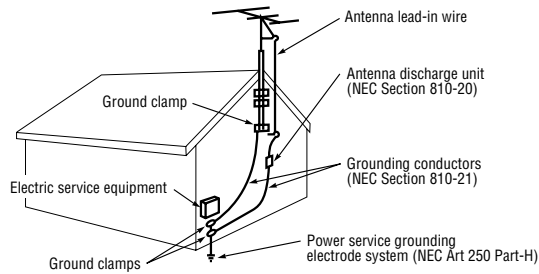 Antenna lead-in wire
Antenna discharge unit
(NEC Section 810-20)
Ground clamp
Grounding conductors
(NEC Section 810-21)
Electric service equipment
Power service grounding
electrode system (NEC Art 250 Part-H)
Ground clamps